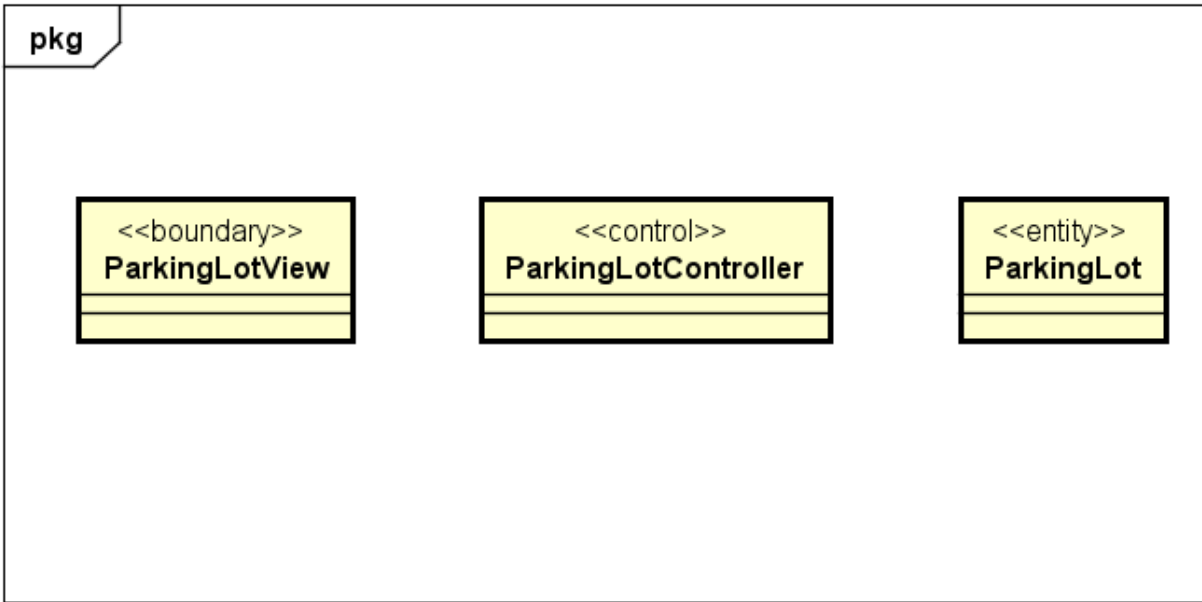 pkg
<<boundary>>
ParkingLotView
<<control>>
ParkingLotController
<<entity>>
ParkingLot